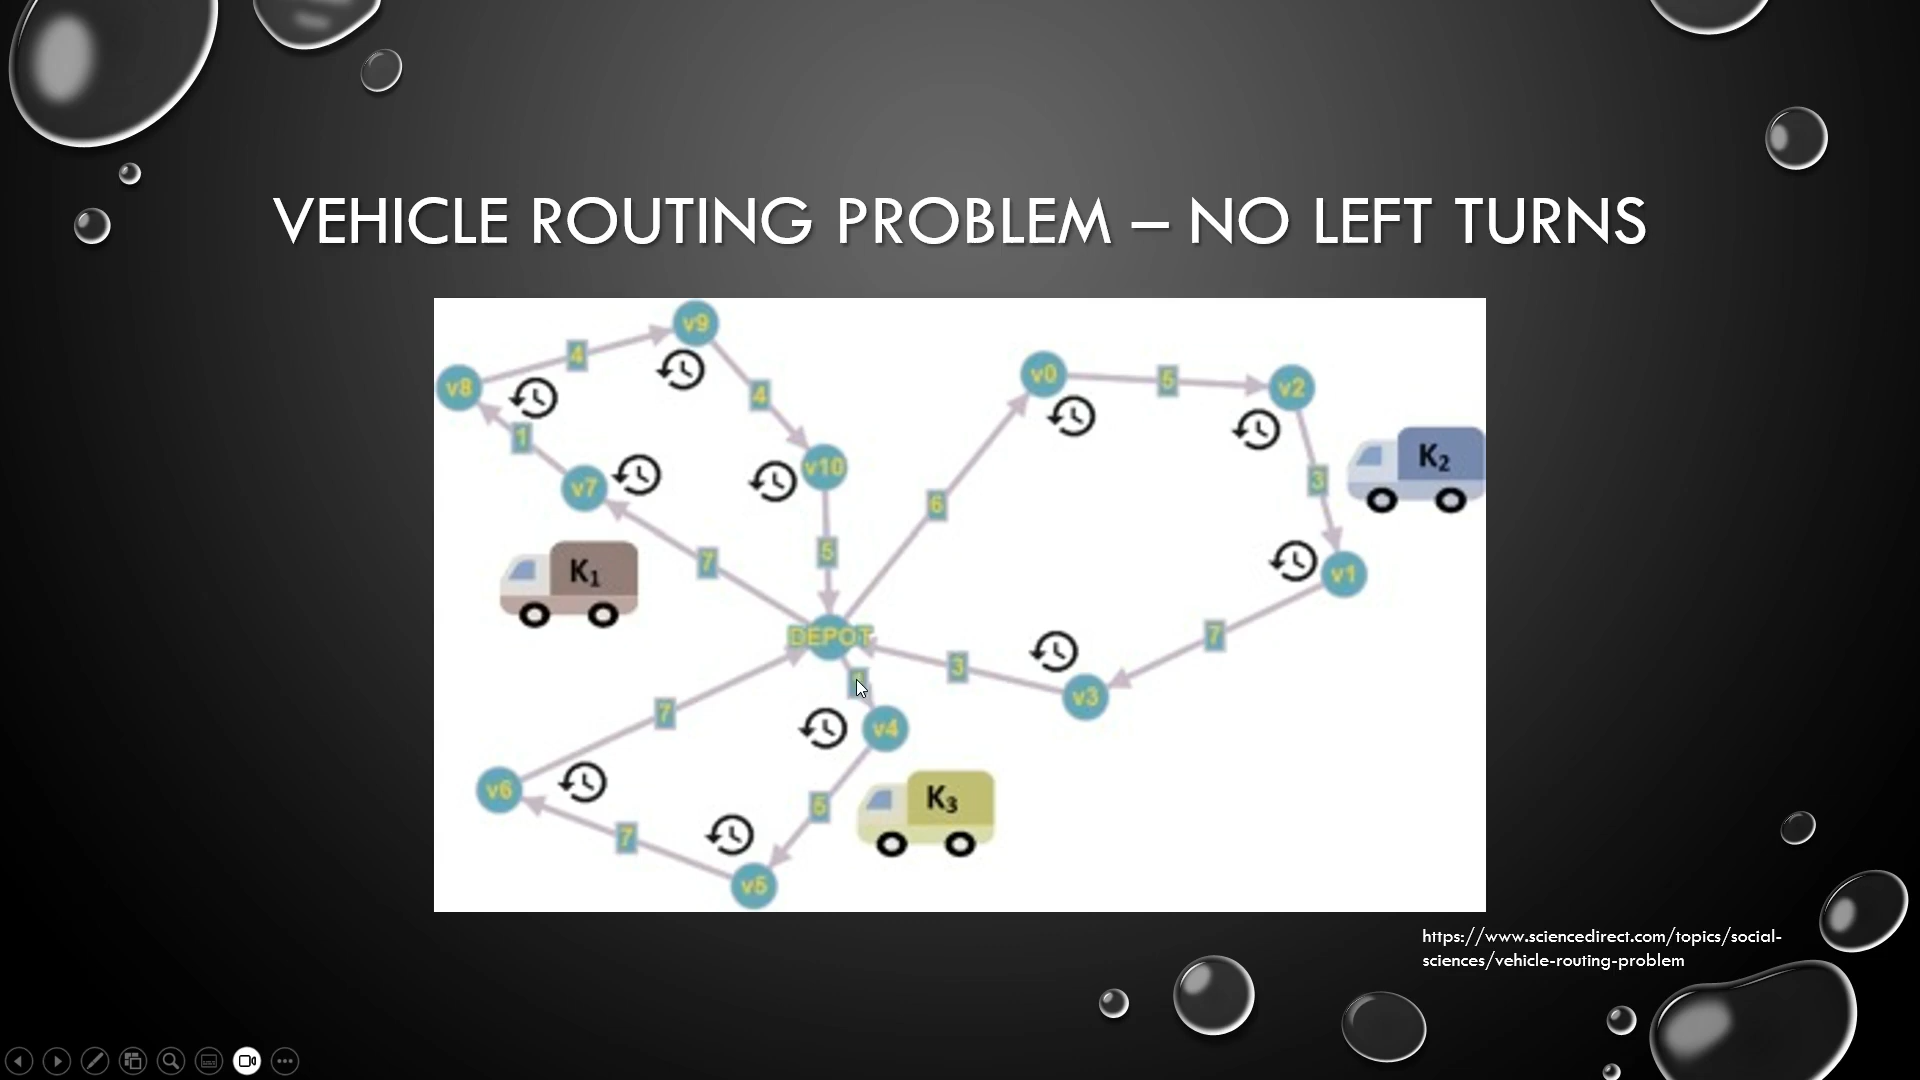 VEHICLE ROUTING PROBLEM – NO LEFT TURNS
v9
4
v8
4
v0
5
v2
1
v7
v10
6
3
K2
K1
7
5
v1
DEPOT
7
3
v3
7
v4
v6
5
K3
7
v5
https://www.sciencedirect.com/topics/social-
sciences/vehicle-routing-problem